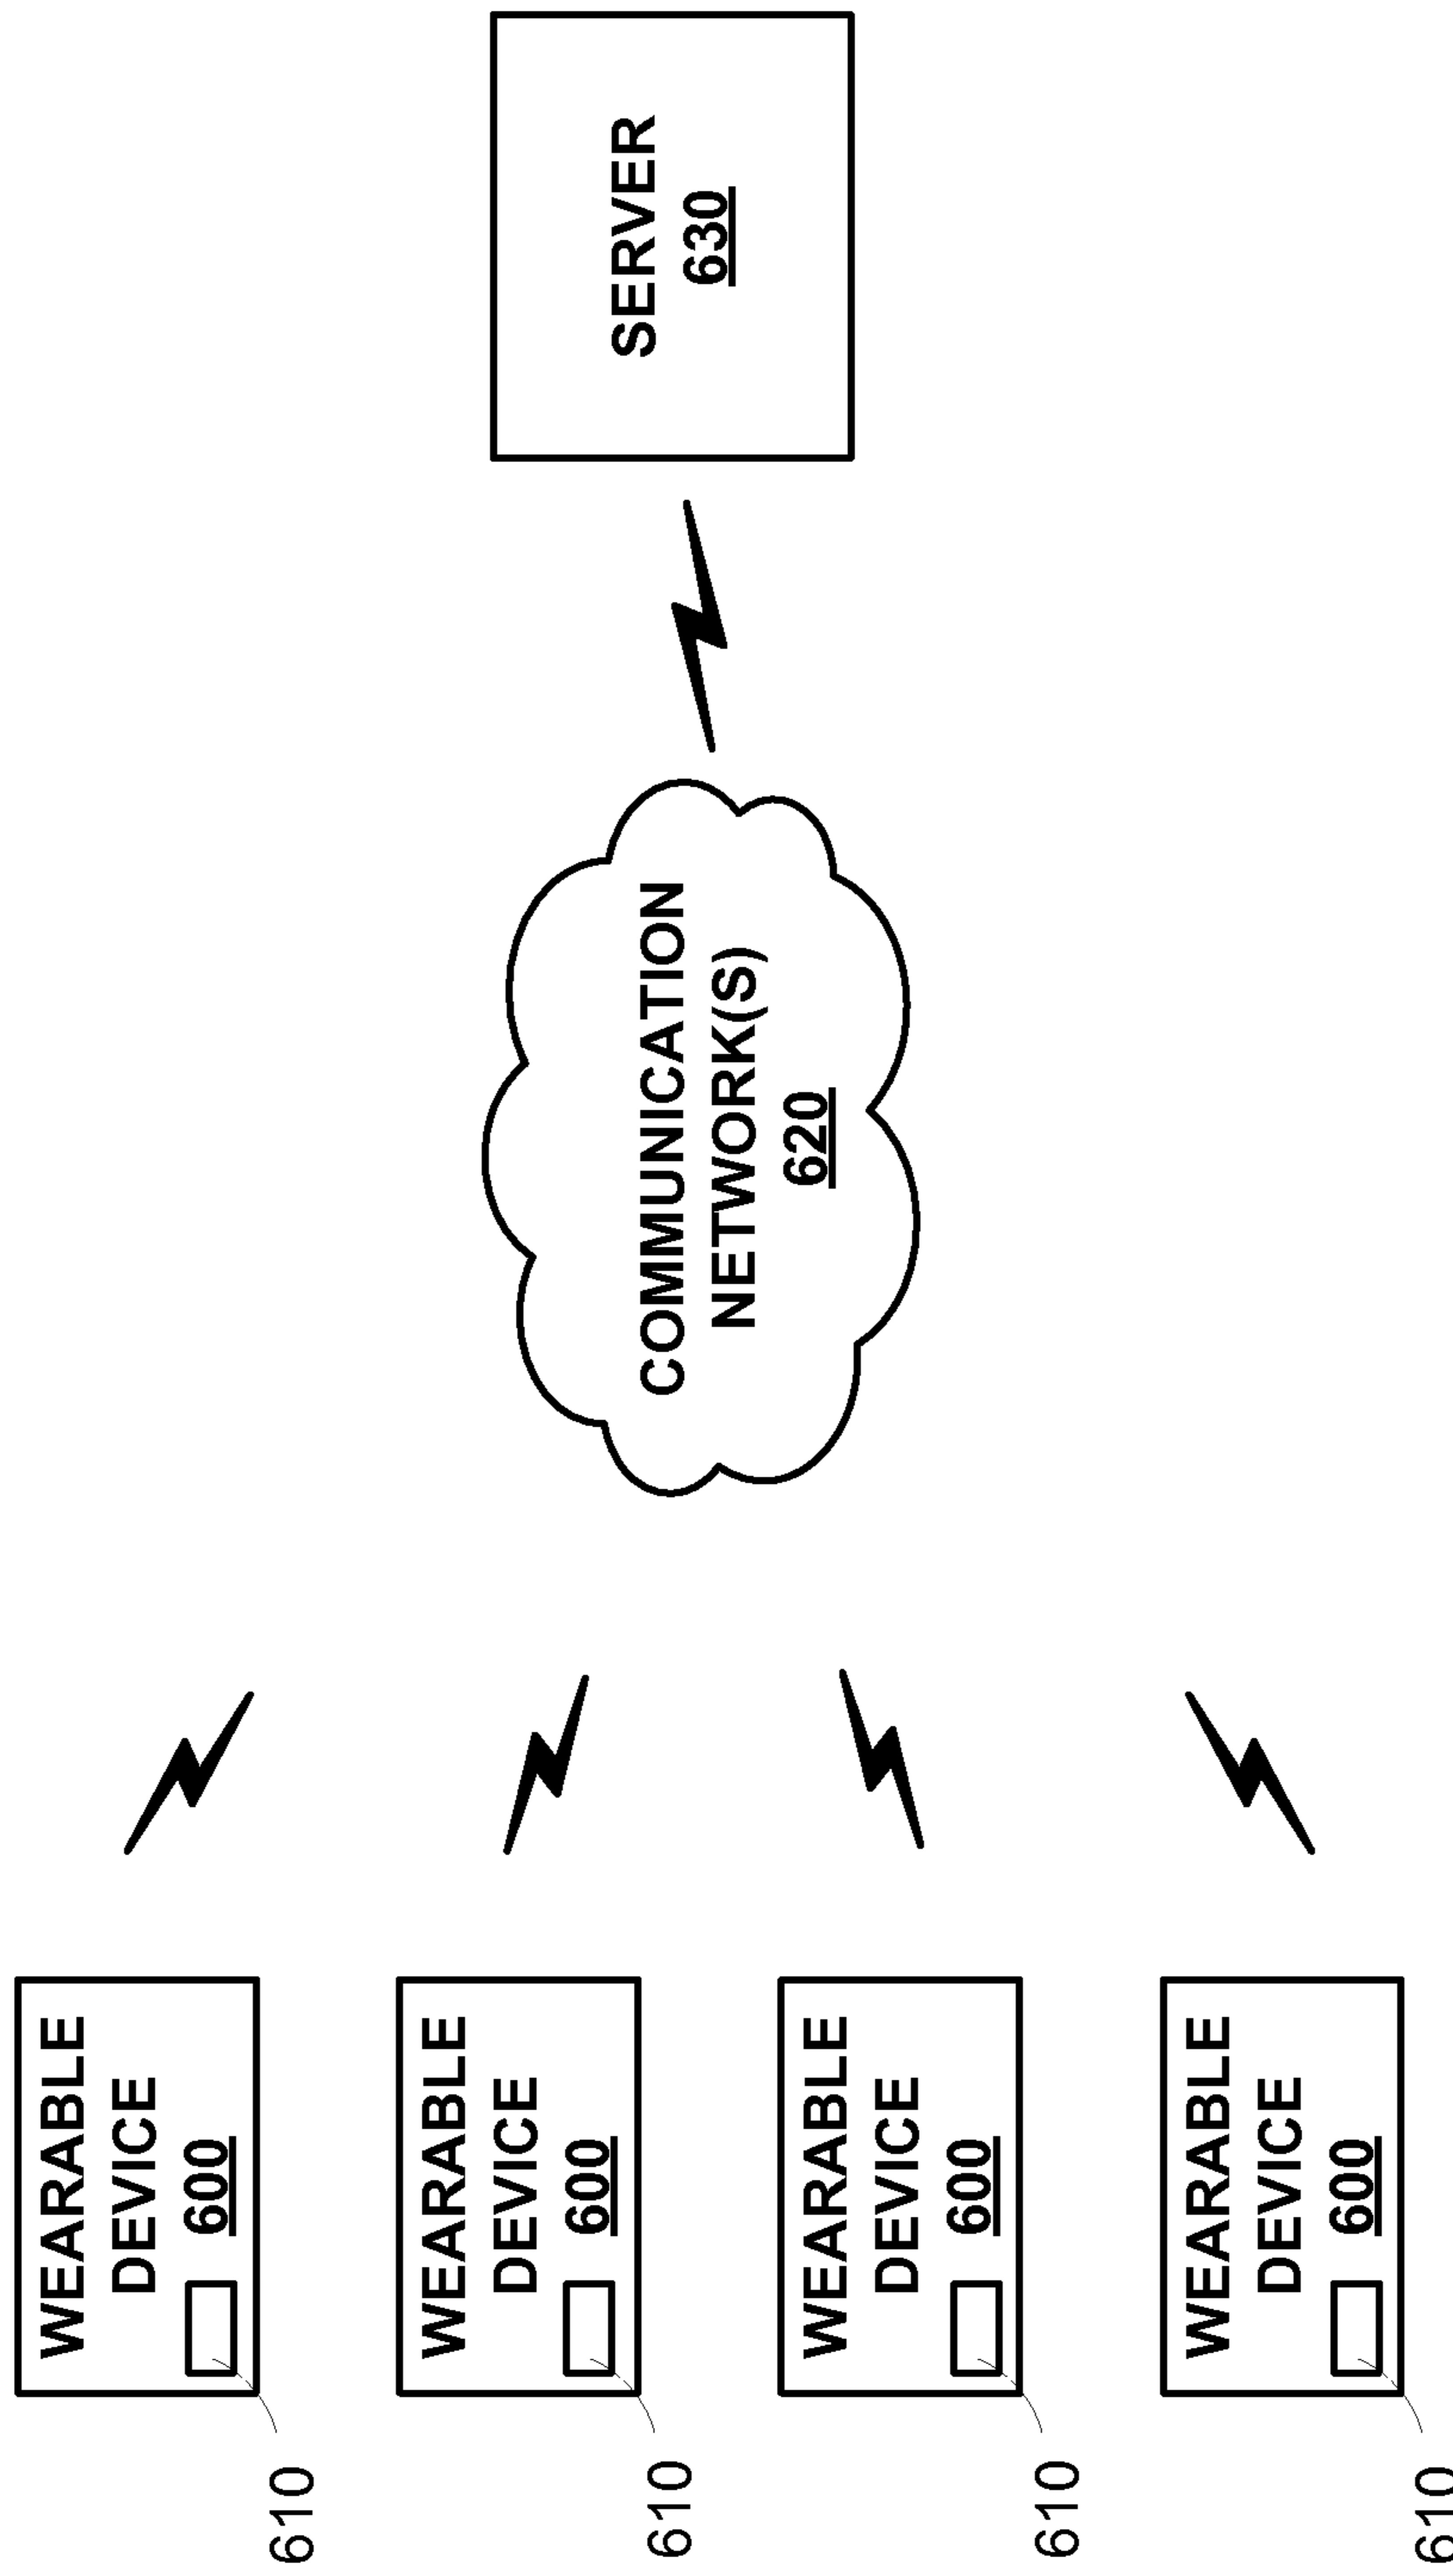 WEARABLE
DEVICE
600
610
WEARABLE
DEVICE
600
610
WEARABLE
DEVICE
600
610
WEARABLE
DEVICE
600
610
COMMUNICATION
NETWORK(S)
620
SERVER
630